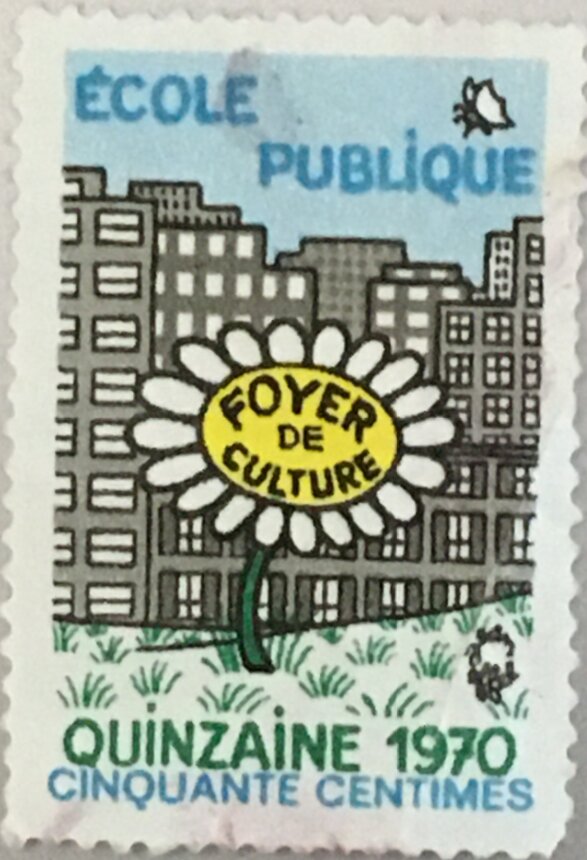 ÉCOLE
PUBLIQUE
FOYER
DE
CULTURE
QUINZAINE 1970
CINQUANTE CENTIMES